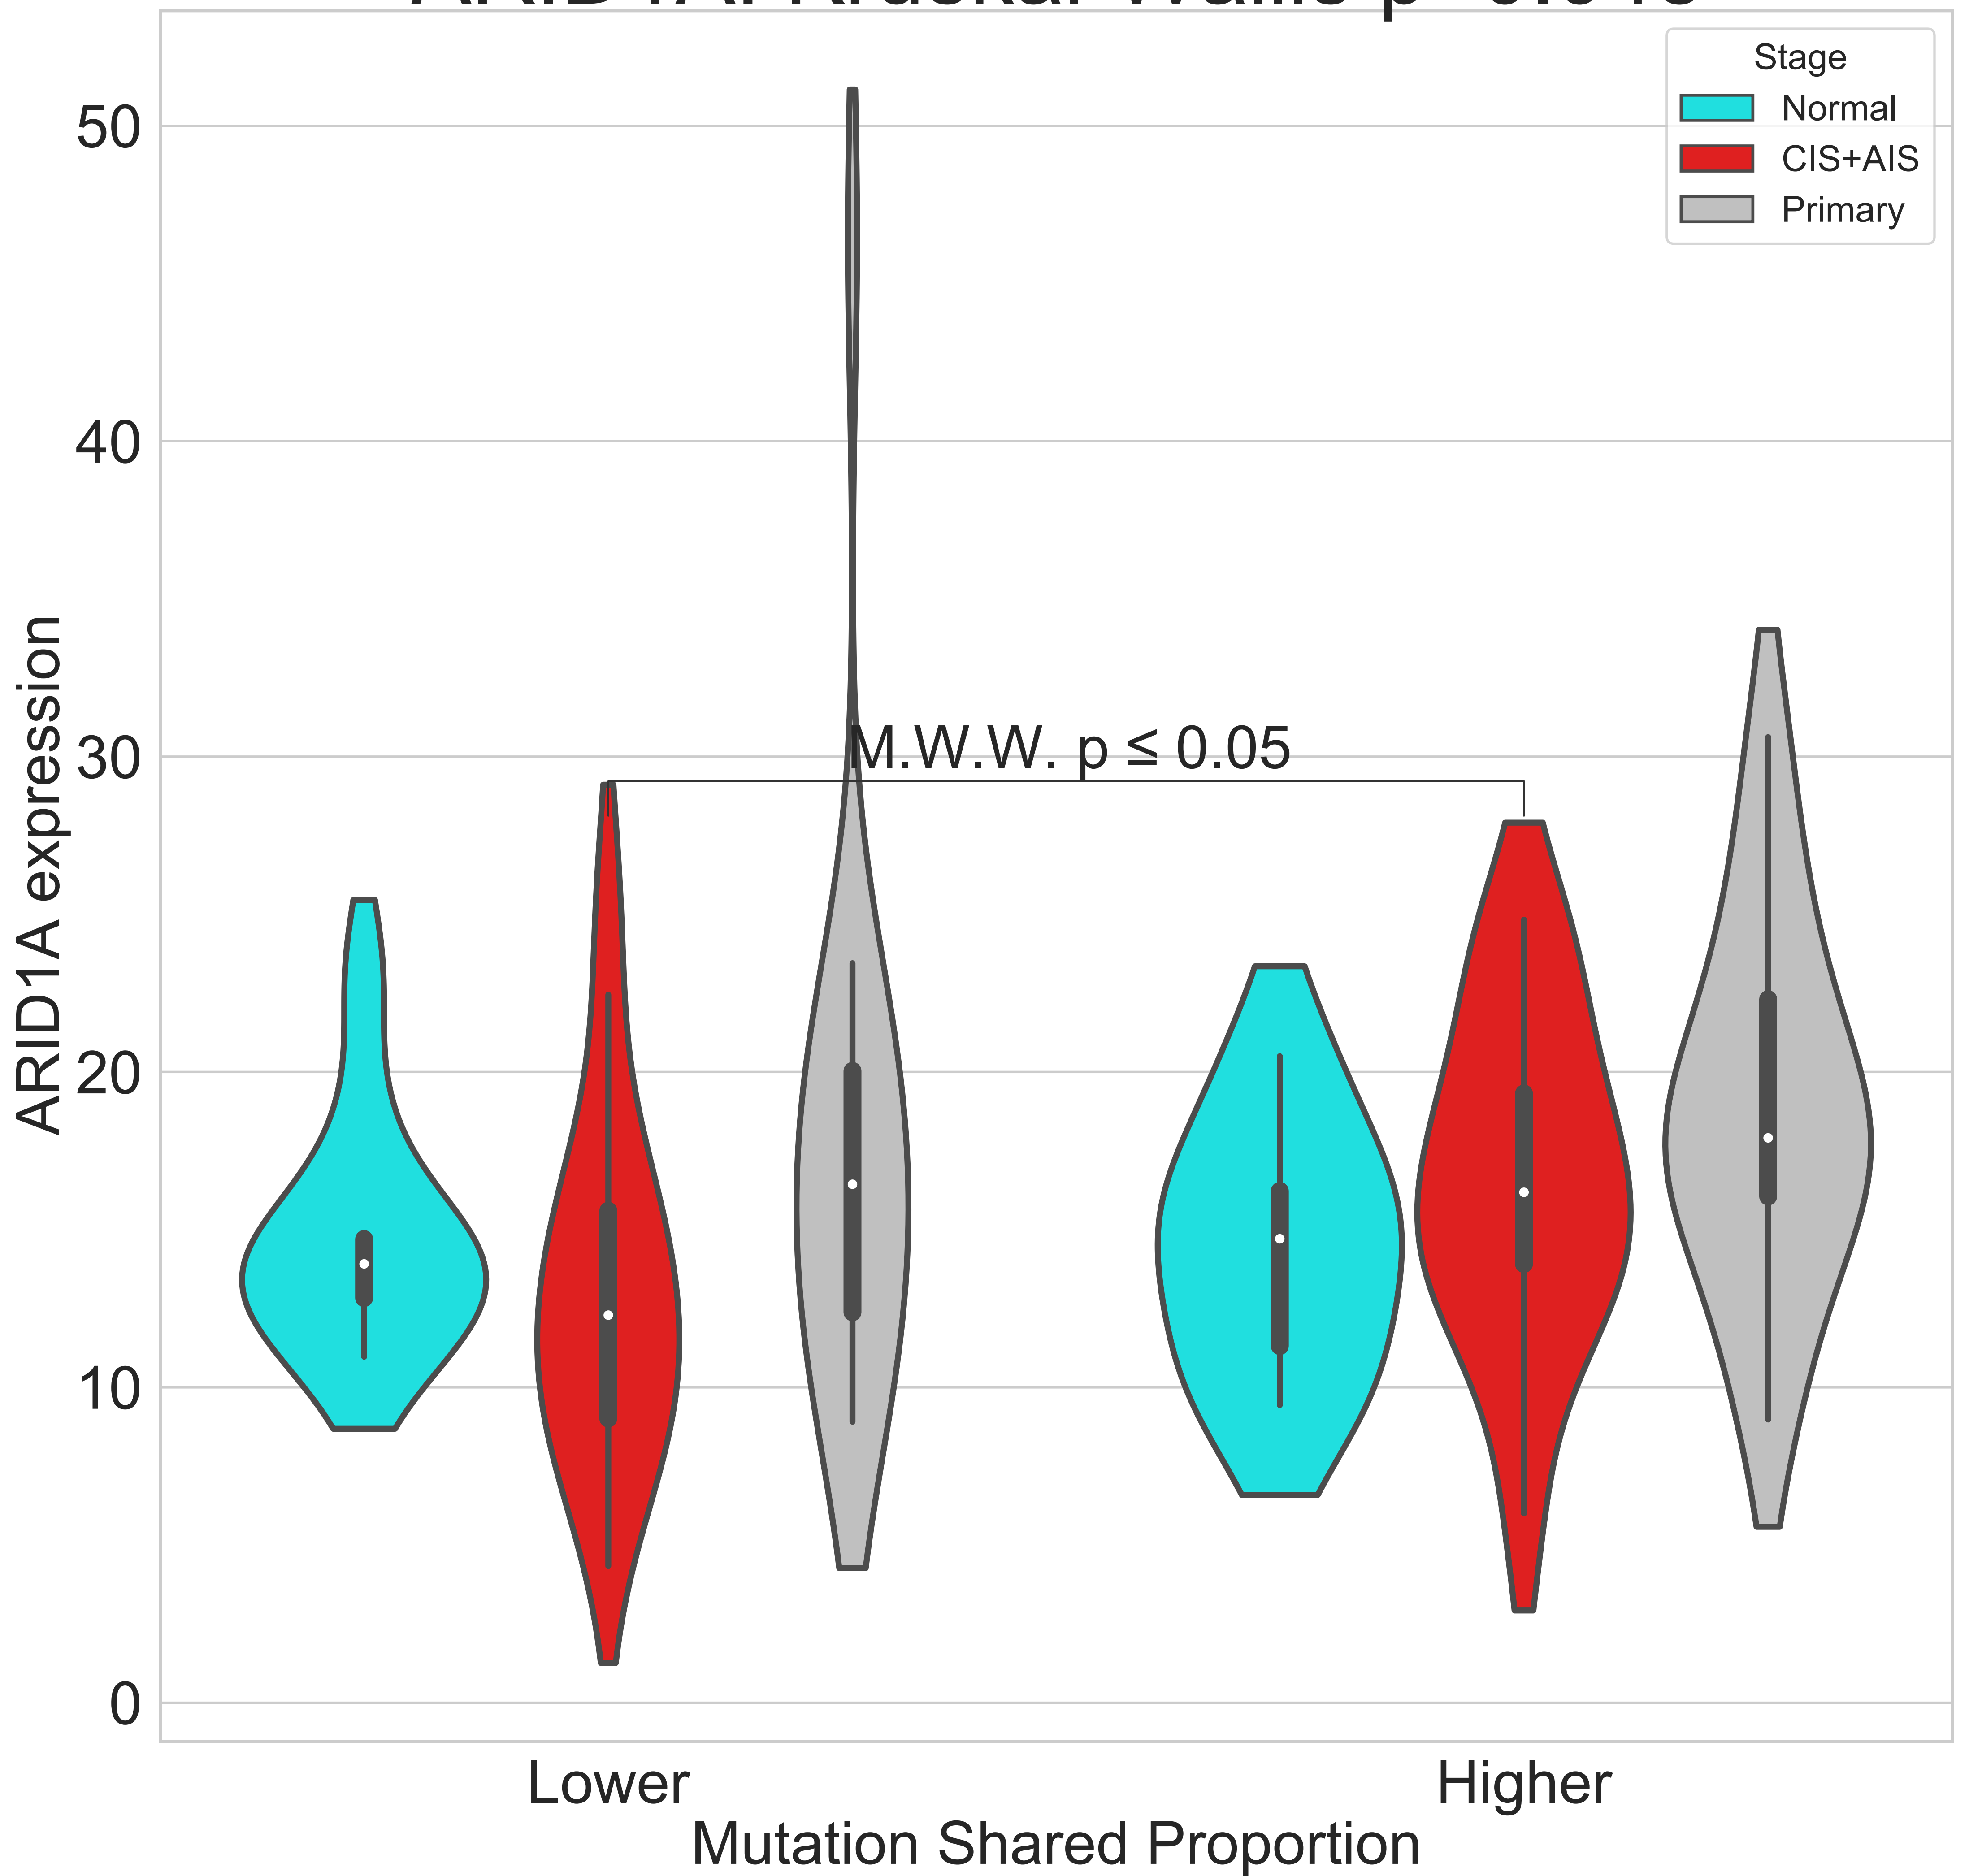 Stage
Normal
CIS+AIS
Primary
50
40
30
20
10
0
ARID1A expression
M.W.W. p ≤ 0.05
Lower
Higher
Mutation Shared Proportion